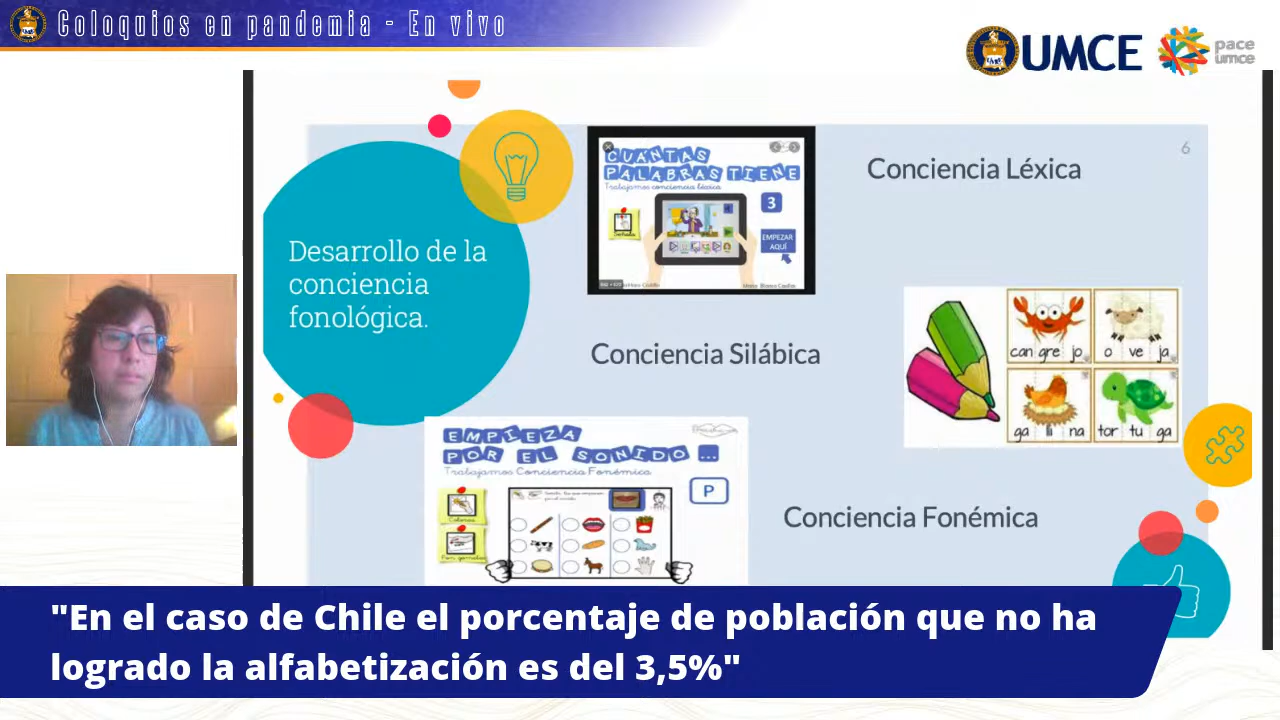 Coloquios en pandemia - En vivo
UMCE
pace
umce
6
CUÁNTAS
PALABRAS TIENE
Trabajamos conciencia léxica
3
EMPEZAR
AQUÍ
Conciencia Léxica
Desarrollo de la
conciencia
fonológica.
Conciencia Silábica
can gre jo
o ve ja
ga lli na
tor tu ga
EMPIEZA
POR EL SONIDO ...
Trabajamos Conciencia Fonémica
P
Colorea
Conciencia Fonémica
"En el caso de Chile el porcentaje de población que no ha
logrado la alfabetización es del 3,5%"